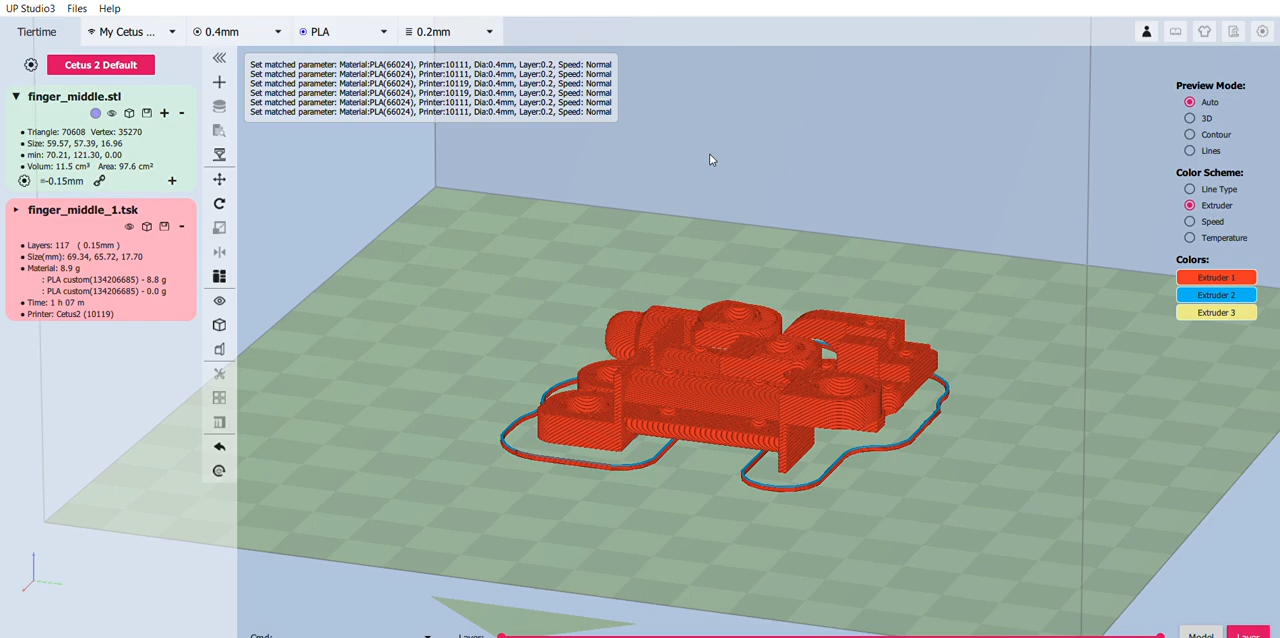 UP Studio3 Files Help
Tiertime My Cetus ... 0.4mm PLA 0.2mm
Cetus 2 Default
finger_middle.stl
Triangle: 70608 Vertex: 35270
Size: 59.57, 57.39, 16.96
min: 70.21, 121.30, 0.00
Volum: 11.5 cm³ Area: 97.6 cm²
=-0.15mm
finger_middle_1.tsk
Layers: 117 ( 0.15mm )
Size(mm): 69.34, 65.72, 17.70
Material: 8.9 g
: PLA custom(134206685) - 8.8 g
: PLA custom(134206685) - 0.0 g
Time: 1 h 07 m
Printer: Cetus2 (10119)
Set matched parameter: Material:PLA(66024), Printer:10111, Dia:0.4mm, Layer:0.2, Speed: Normal
Set matched parameter: Material:PLA(66024), Printer:10111, Dia:0.4mm, Layer:0.2, Speed: Normal
Set matched parameter: Material:PLA(66024), Printer:10119, Dia:0.4mm, Layer:0.2, Speed: Normal
Set matched parameter: Material:PLA(66024), Printer:10119, Dia:0.4mm, Layer:0.2, Speed: Normal
Set matched parameter: Material:PLA(66024), Printer:10111, Dia:0.4mm, Layer:0.2, Speed: Normal
Set matched parameter: Material:PLA(66024), Printer:10111, Dia:0.4mm, Layer:0.2, Speed: Normal
Preview Mode:
Auto
3D
Contour
Lines
Color Scheme:
Line Type
Extruder
Speed
Temperature
Colors:
Extruder 1
Extruder 2
Extruder 3
Cmd: Layer: Model Layer